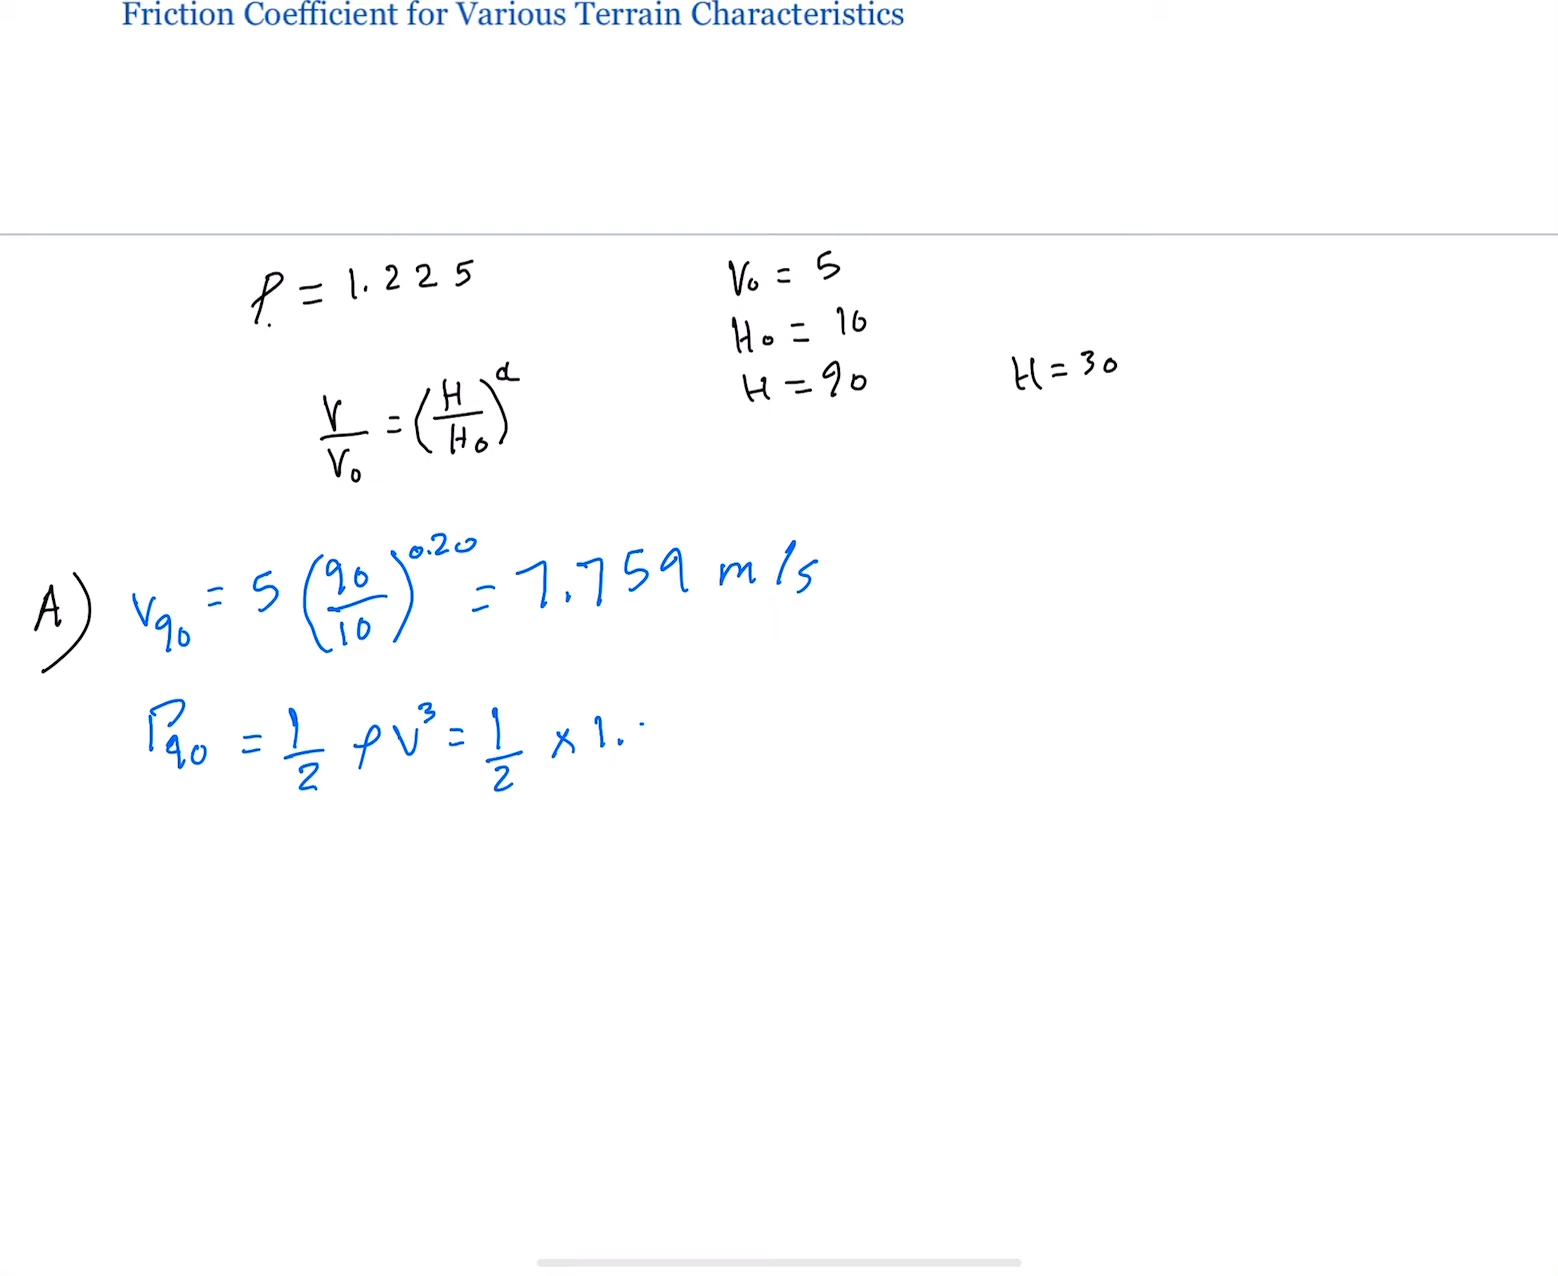 Friction Coefficient for Various Terrain Characteristics
ρ = 1.225
V₀ = 5
H₀ = 10
H = 90
H = 30
V/V₀ = (H/H₀)^α
A) V₉₀ = 5 (90/10)^0.20 = 7.759 m/s
P₉₀ = 1/2 ρ V³ = 1/2 × 1.